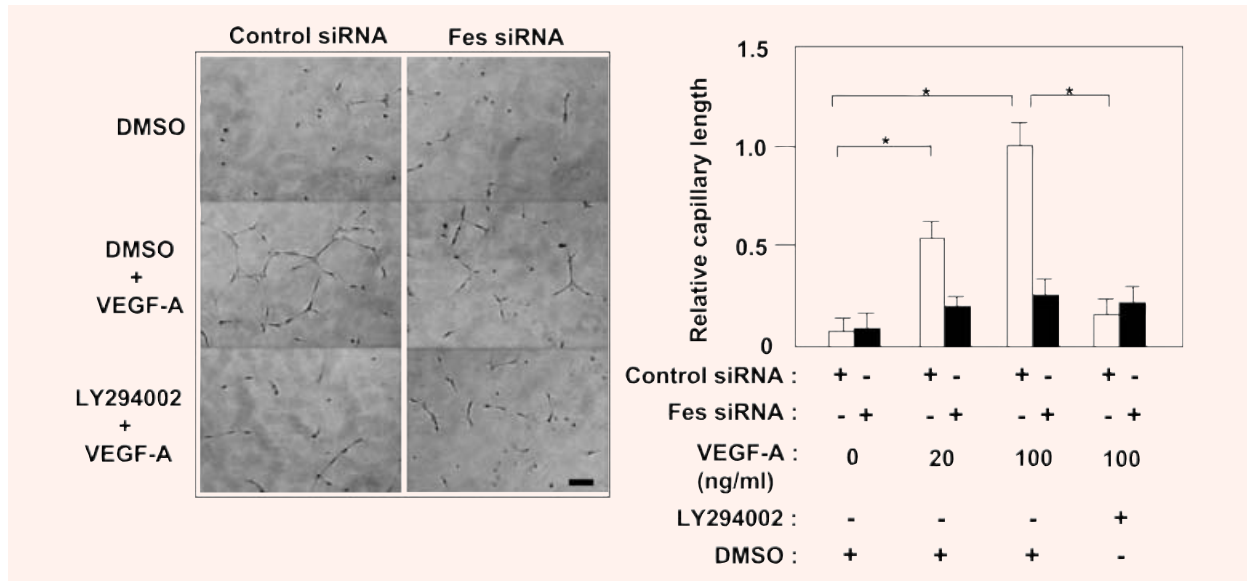 Control siRNA
Fes siRNA
DMSO
DMSO
+
VEGF-A
LY294002
+
VEGF-A
Relative capillary length
1.5
1.0
0.5
0
*
*
*
Control siRNA : + - + - + - + -
Fes siRNA : - + - + - + - +
VEGF-A : 0 20 100 100
(ng/ml)
LY294002 : - - - +
DMSO : + + + -